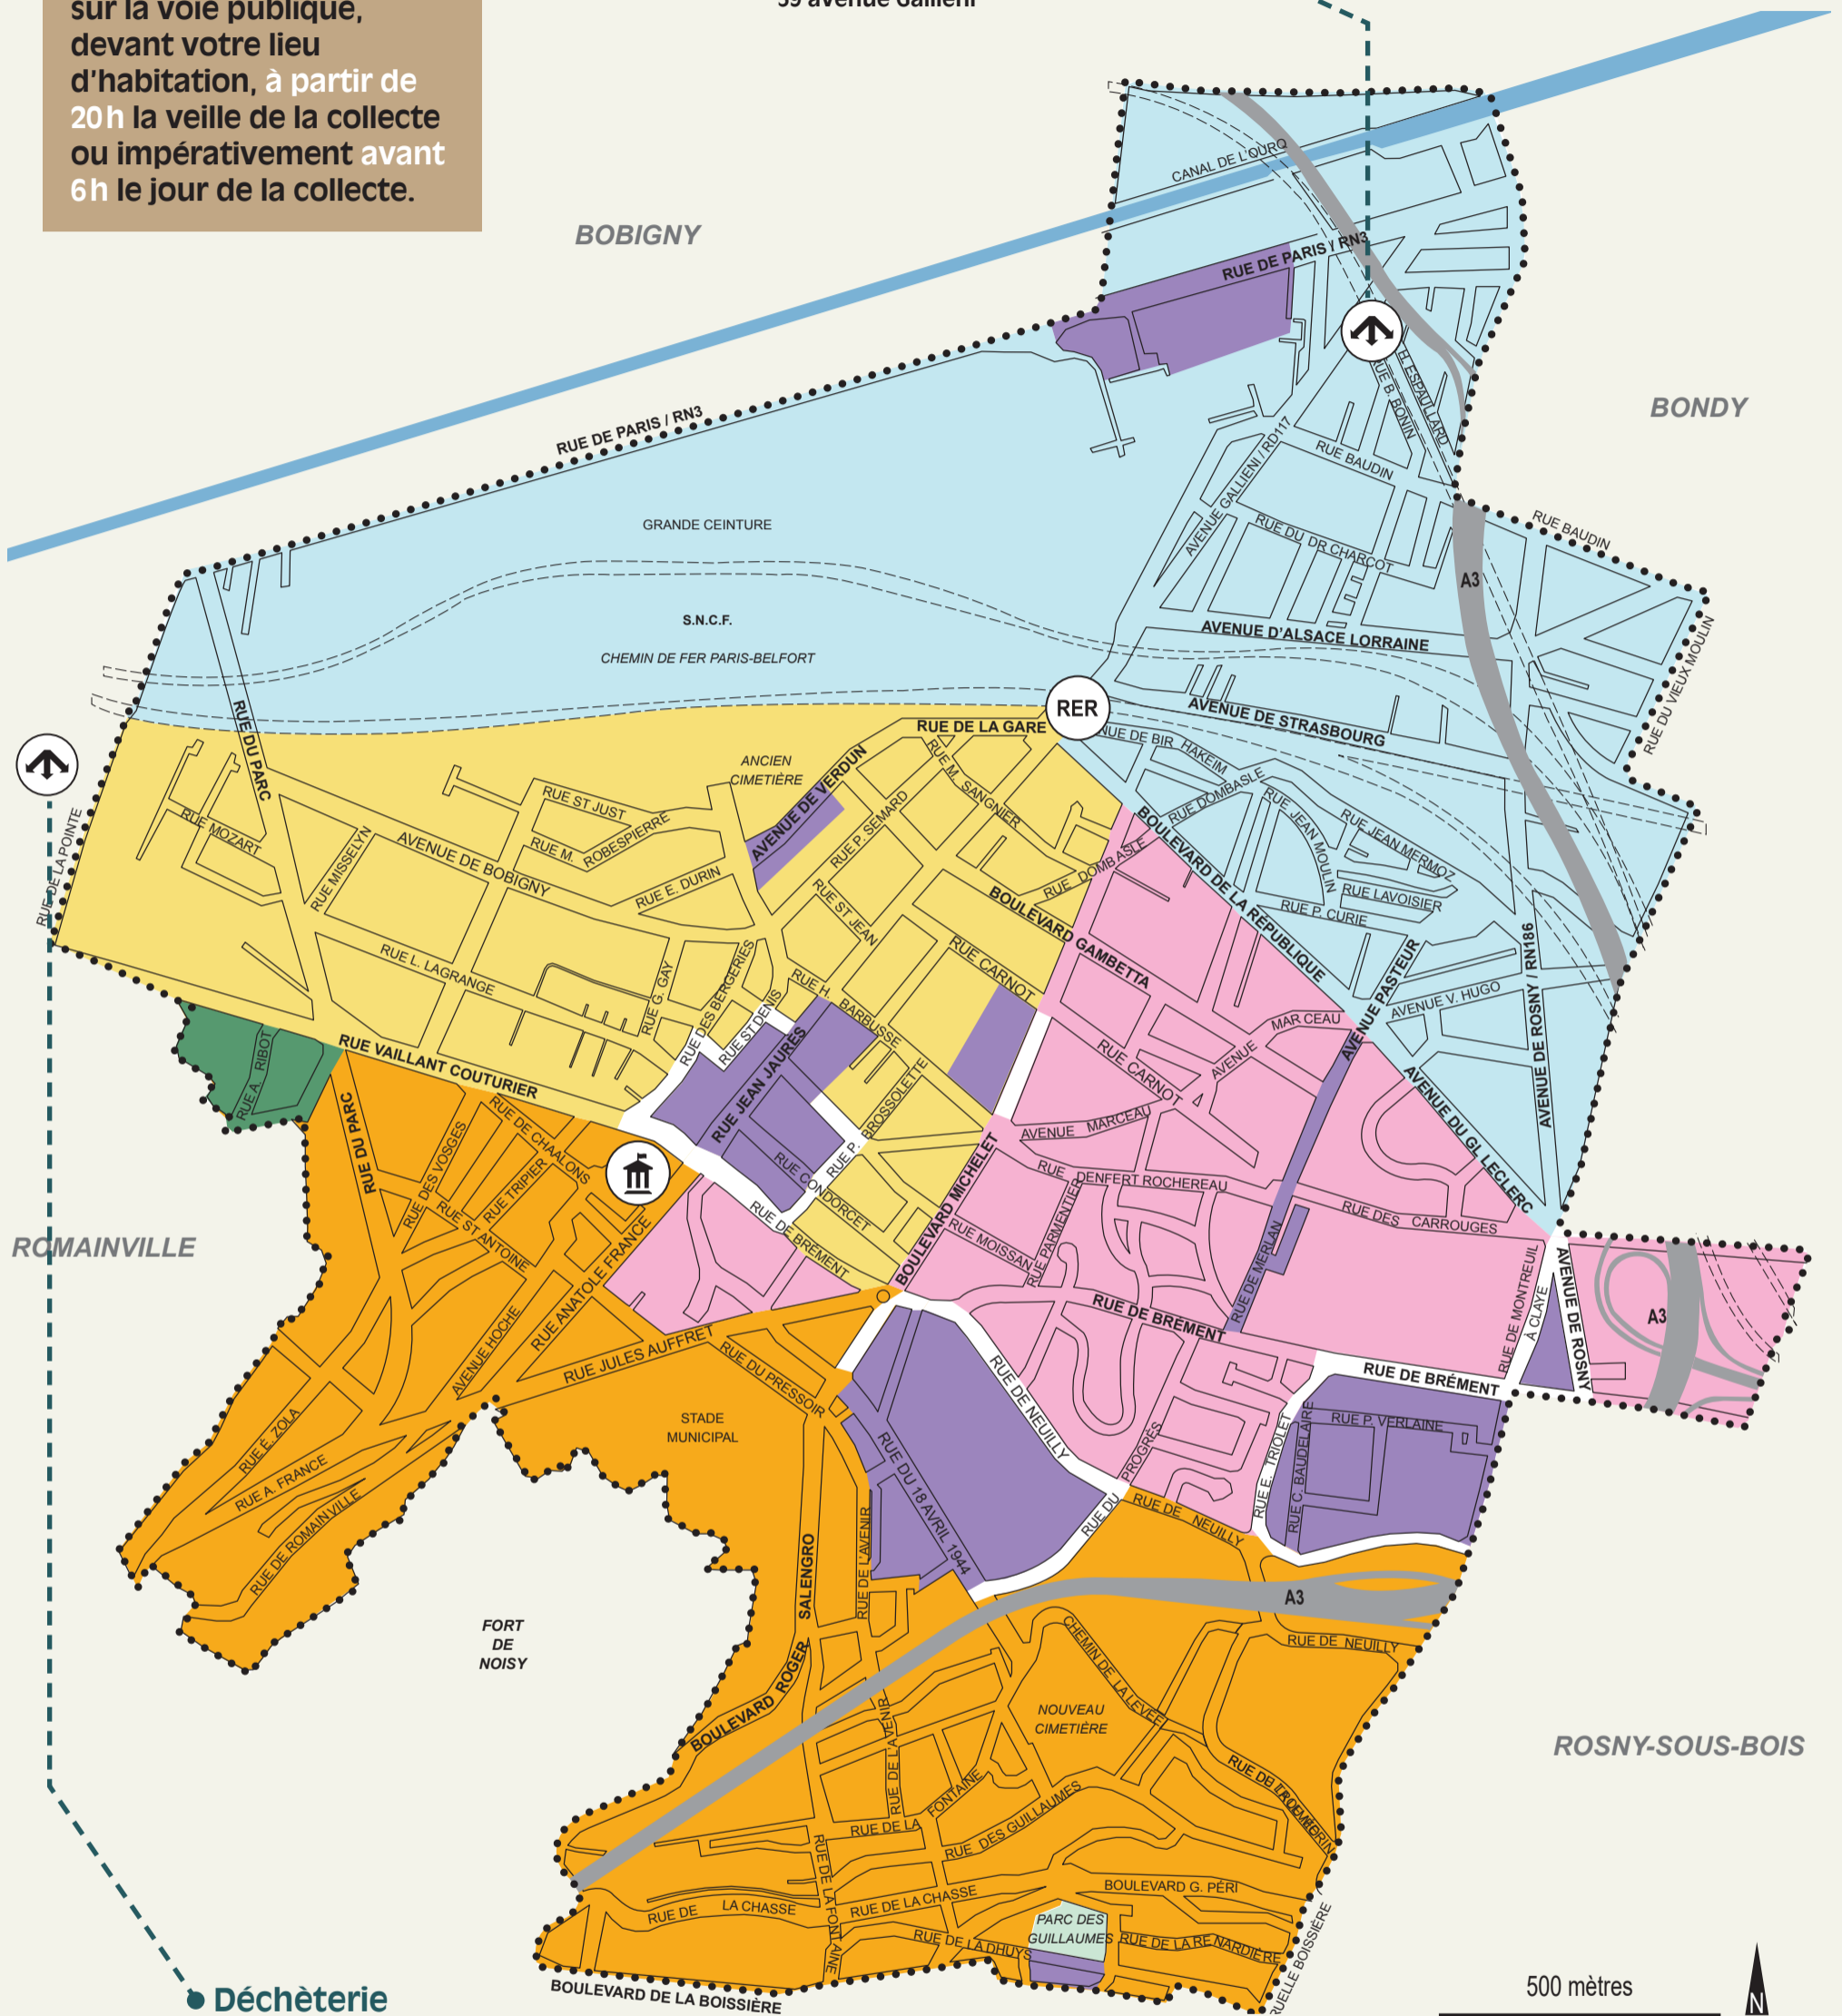 sur la voie publique,
devant votre lieu
d'habitation, à partir de
20h la veille de la collecte
ou impérativement avant
6h le jour de la collecte.
59 avenue Gallieni
BOBIGNY
CANAL DE L'OURQ
RUE DE PARIS / RN3
BONDY
RUE DE PARIS / RN3
H. ESPAULLARD
RUE B. BONIN
RUE BAUDIN
AVENUE GALLIENI / RD117
RUE DU DR CHARCOT
RUE BAUDIN
GRANDE CEINTURE
A3
S.N.C.F.
CHEMIN DE FER PARIS-BELFORT
AVENUE D'ALSACE LORRAINE
RUE DU VIEUX MOULIN
RER
AVENUE DE STRASBOURG
RUE DU PARC
RUE DE LA GARE
NUE DE BIR HAKEIM
ANCIEN
CIMETIÈRE
AVENUE DE VERDUN
RUE M. SANGNIER
RUE DOMBASLE
RUE JEAN MOULIN
RUE JEAN MERMOZ
RUE ST JUST
RUE MOZART
RUE MISSELYN
AVENUE DE BOBIGNY
RUE M. ROBESPIERRE
RUE P. SEMARD
BOULEVARD DE LA RÉPUBLIQUE
RUE DOMBASLE
RUE LAVOISIER
RUE P. CURIE
RUE DE LA POINTE
RUE E. DURIN
RUE ST JEAN
BOULEVARD GAMBETTA
RUE L. LAGRANGE
RUE G. GAY
RUE DES BERGERIES
RUE CARNOT
AVENUE PASTEUR
AVENUE V. HUGO
AVENUE DE ROSNY / RN186
RUE H. BARBUSSE
RUE ST DENIS
MAR CEAU
AVENUE
RUE CARNOT
RUE A. RIBOT
RUE VAILLANT COUTURIER
RUE JEAN JAURES
RUE P. BROSSOLETTE
AVENUE DU GL LECLERC
RUE DU PARC
RUE DE CHAALONS
RUE DES VOSGES
RUE TRIPIER
RUE ST ANTOINE
RUE CONDORCET
RUE DE BRÉMENT
BOULEVARD MICHELET
AVENUE MARCEAU
RUE DENFERT ROCHEREAU
RUE MOISSAN
RUE PARMENTIER
RUE DES CARROUGES
RUE DE MERLAN
ROMAINVILLE
RUE ANATOLE FRANCE
AVENUE HOCHE
RUE JULES AUFFRET
RUE DU PRESSOIR
RUE DE BRÉMENT
RUE DE MONTREUIL
À CLAYE
AVENUE DE ROSNY
A3
RUE DE BRÉMENT
STADE
MUNICIPAL
RUE DE NEUILLY
RUE P. VERLAINE
RUE É. ZOLA
RUE A. FRANCE
RUE DE ROMAINVILLE
RUE DU 18 AVRIL 1944
RUE DU PROGRÈS
RUE E. TRIOLET
RUE C. BAUDELAIRE
RUE DE NEUILLY
RUE DE L'AVENIR
BOULEVARD ROGER SALENGRO
A3
FORT
DE
NOISY
RUE DE NEUILLY
CHEMIN DE LA LEVÉE
NOUVEAU
CIMETIÈRE
RUE DE L'AVENIR
ROSNY-SOUS-BOIS
RUE DE LA FONTAINE
RUE DES GUILLAUMES
RUE DE LA FONTAINE
BOULEVARD G. PÉRI
RUE DE LA CHASSE
RUE DE LA CHASSE
PARC DES
GUILLAUMES
RUE DE LA DHUYS
RUE DE LA RENARDIÈRE
RUELLE BOISSIÈRE
BOULEVARD DE LA BOISSIÈRE
Déchèterie
500 mètres
N